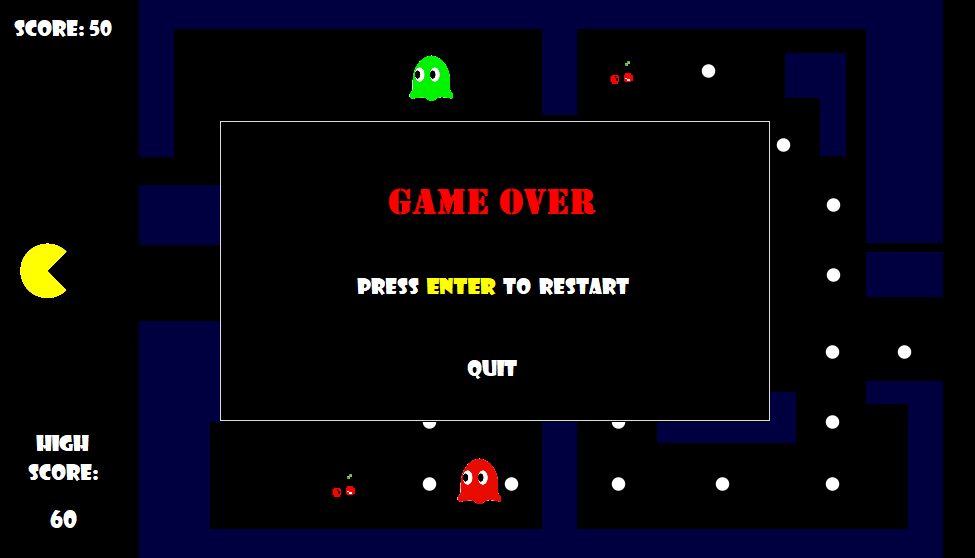 SCORE: 50
GAME OVER
PRESS ENTER TO RESTART
QUIT
HIGH
SCORE:
60